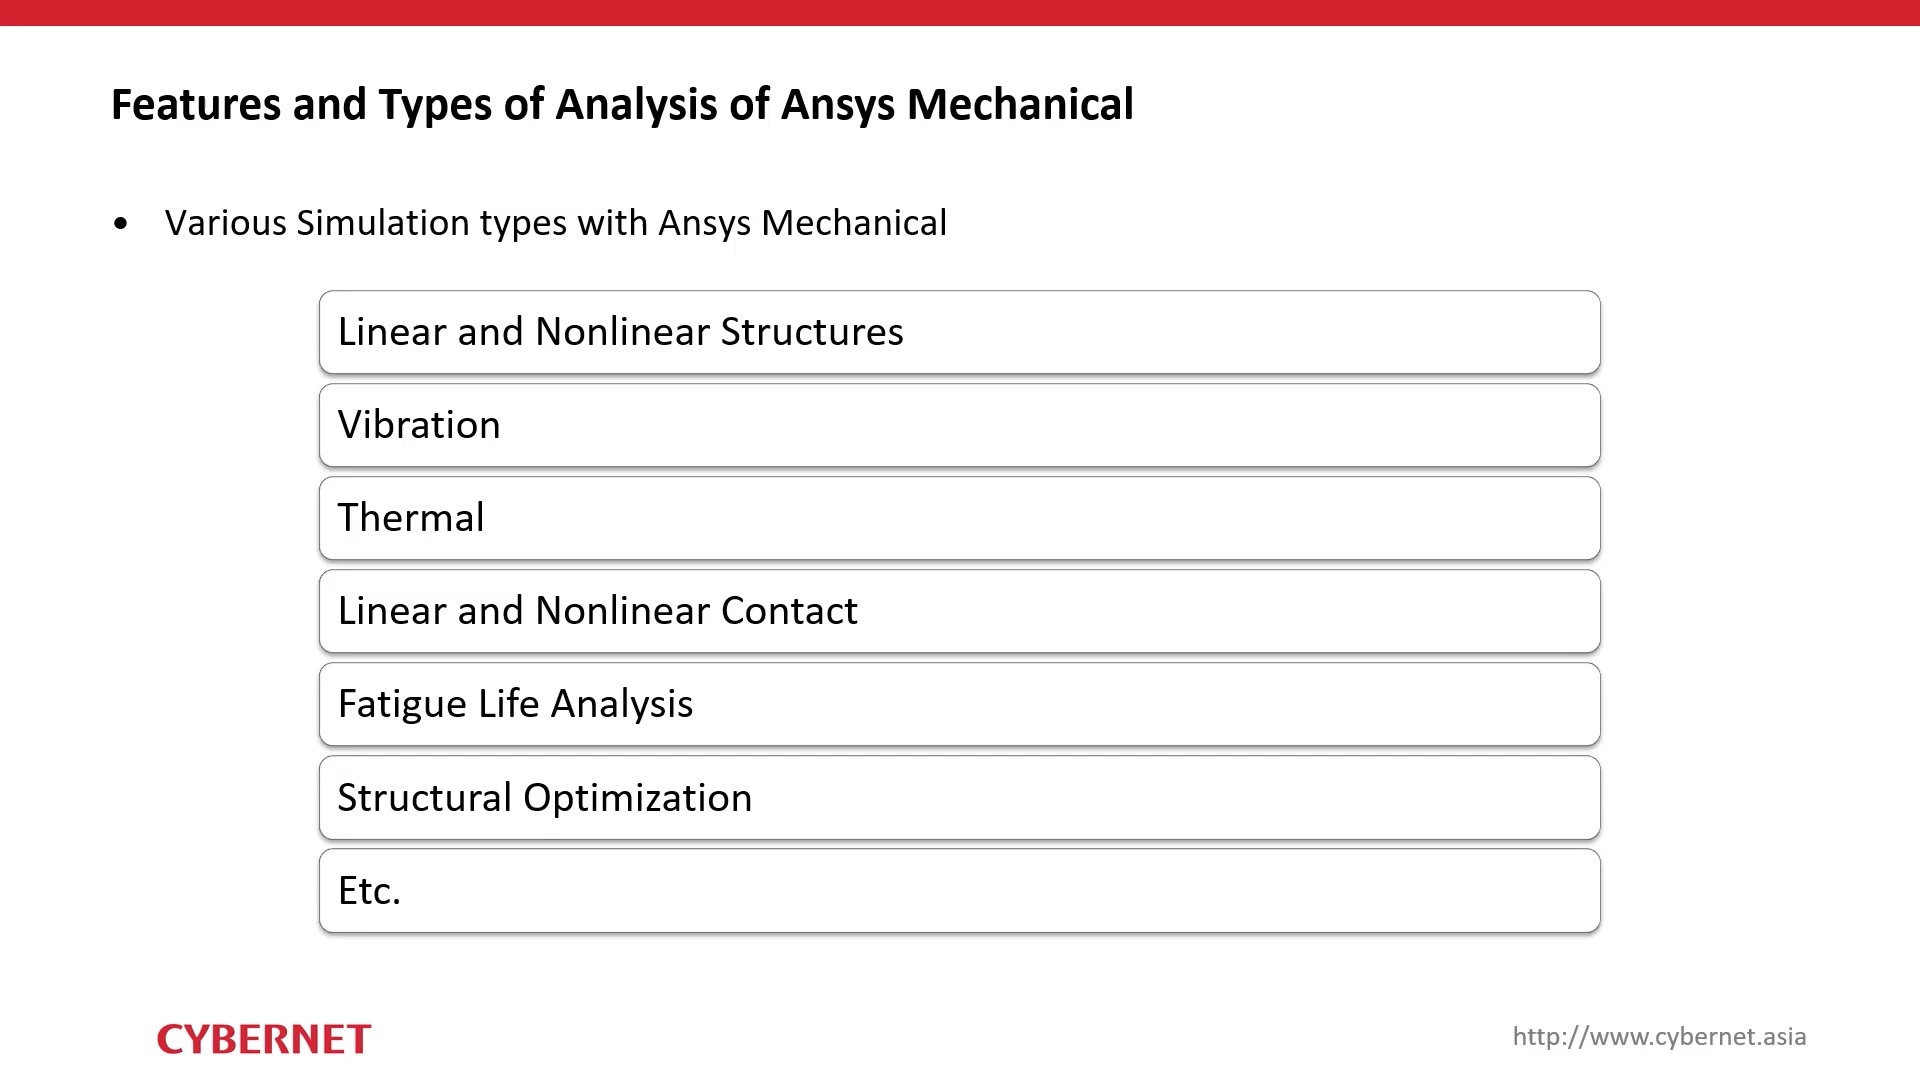 Features and Types of Analysis of Ansys Mechanical
• Various Simulation types with Ansys Mechanical
Linear and Nonlinear Structures
Vibration
Thermal
Linear and Nonlinear Contact
Fatigue Life Analysis
Structural Optimization
Etc.
CYBERNET
http://www.cybernet.asia